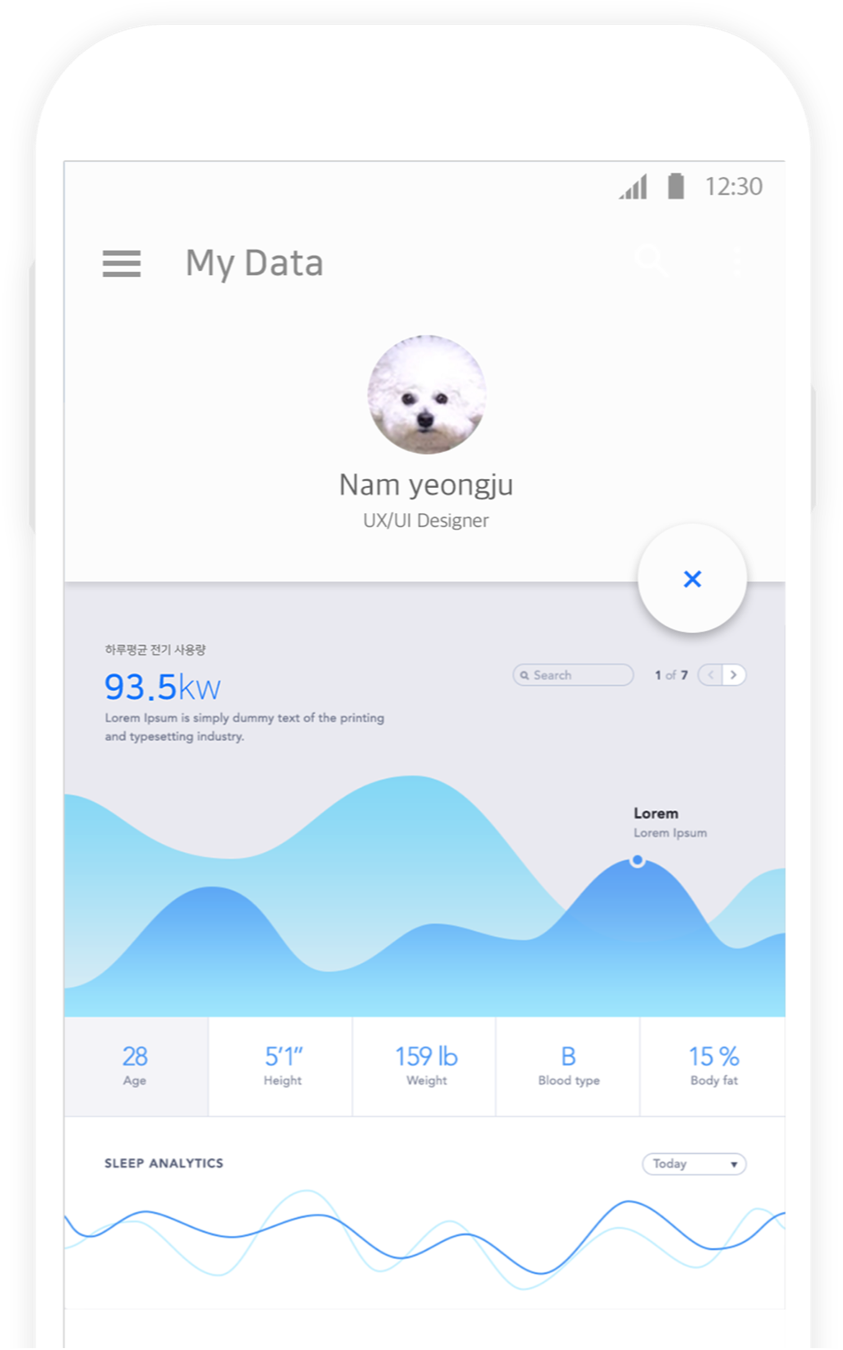 12:30
My Data
Nam yeongju
UX/UI Designer
하루평균 전기 사용량
93.5kw
Lorem Ipsum is simply dummy text of the printing
and typesetting industry.
Search
1 of 7
Lorem
Lorem Ipsum
28
Age
5'1"
Height
159 lb
Weight
B
Blood type
15 %
Body fat
SLEEP ANALYTICS
Today